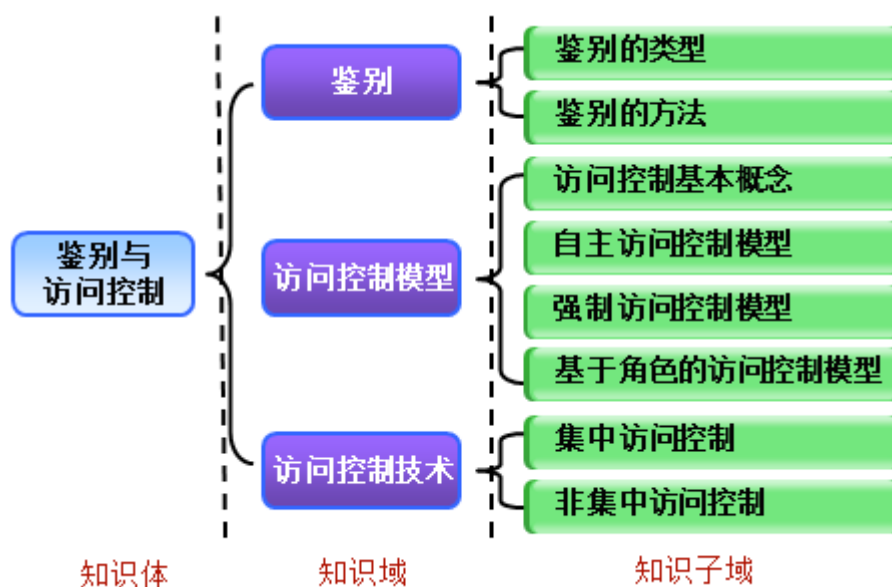 鉴别与
访问控制
鉴别
访问控制模型
访问控制技术
鉴别的类型
鉴别的方法
访问控制基本概念
自主访问控制模型
强制访问控制模型
基于角色的访问控制模型
集中访问控制
非集中访问控制
知识体
知识域
知识子域